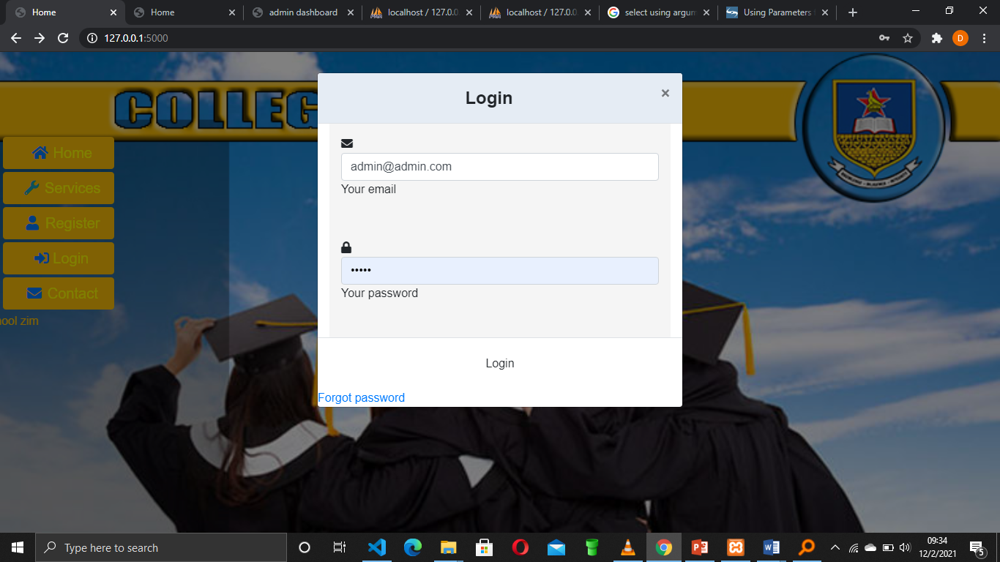 Home
Home
admin dashboard
localhost / 127.0.0
localhost / 127.0.0
select using argum
Using Parameters
127.0.0.1:5000
D
COLLEG
Login
×
Home
admin@admin.com
Services
Your email
Register
Login
•••••
Contact
Your password
ool zim
Login
Forgot password
Type here to search
09:34
12/2/2021
5